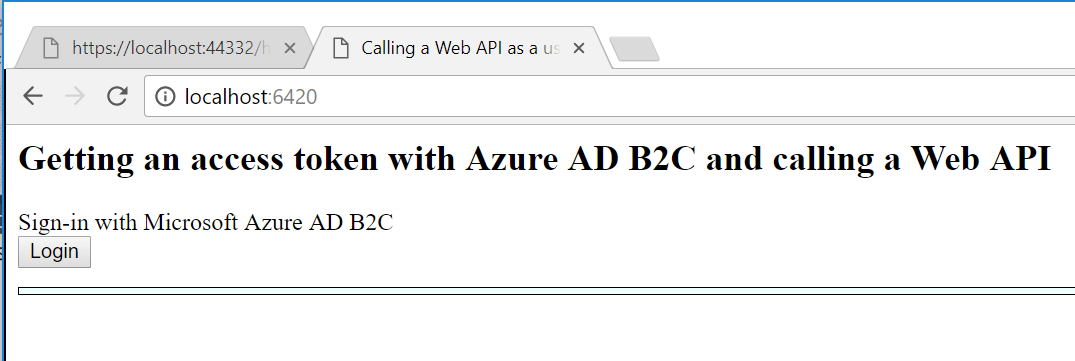 https://localhost:44332/h
Calling a Web API as a us
localhost:6420
Getting an access token with Azure AD B2C and calling a Web API
Sign-in with Microsoft Azure AD B2C
Login